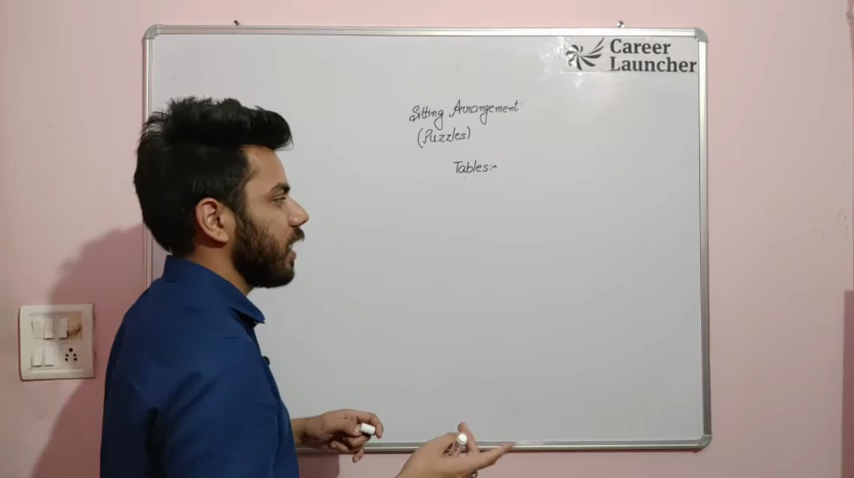 Career
Launcher
Sitting Arrangement
(Puzzles)
Tables:-